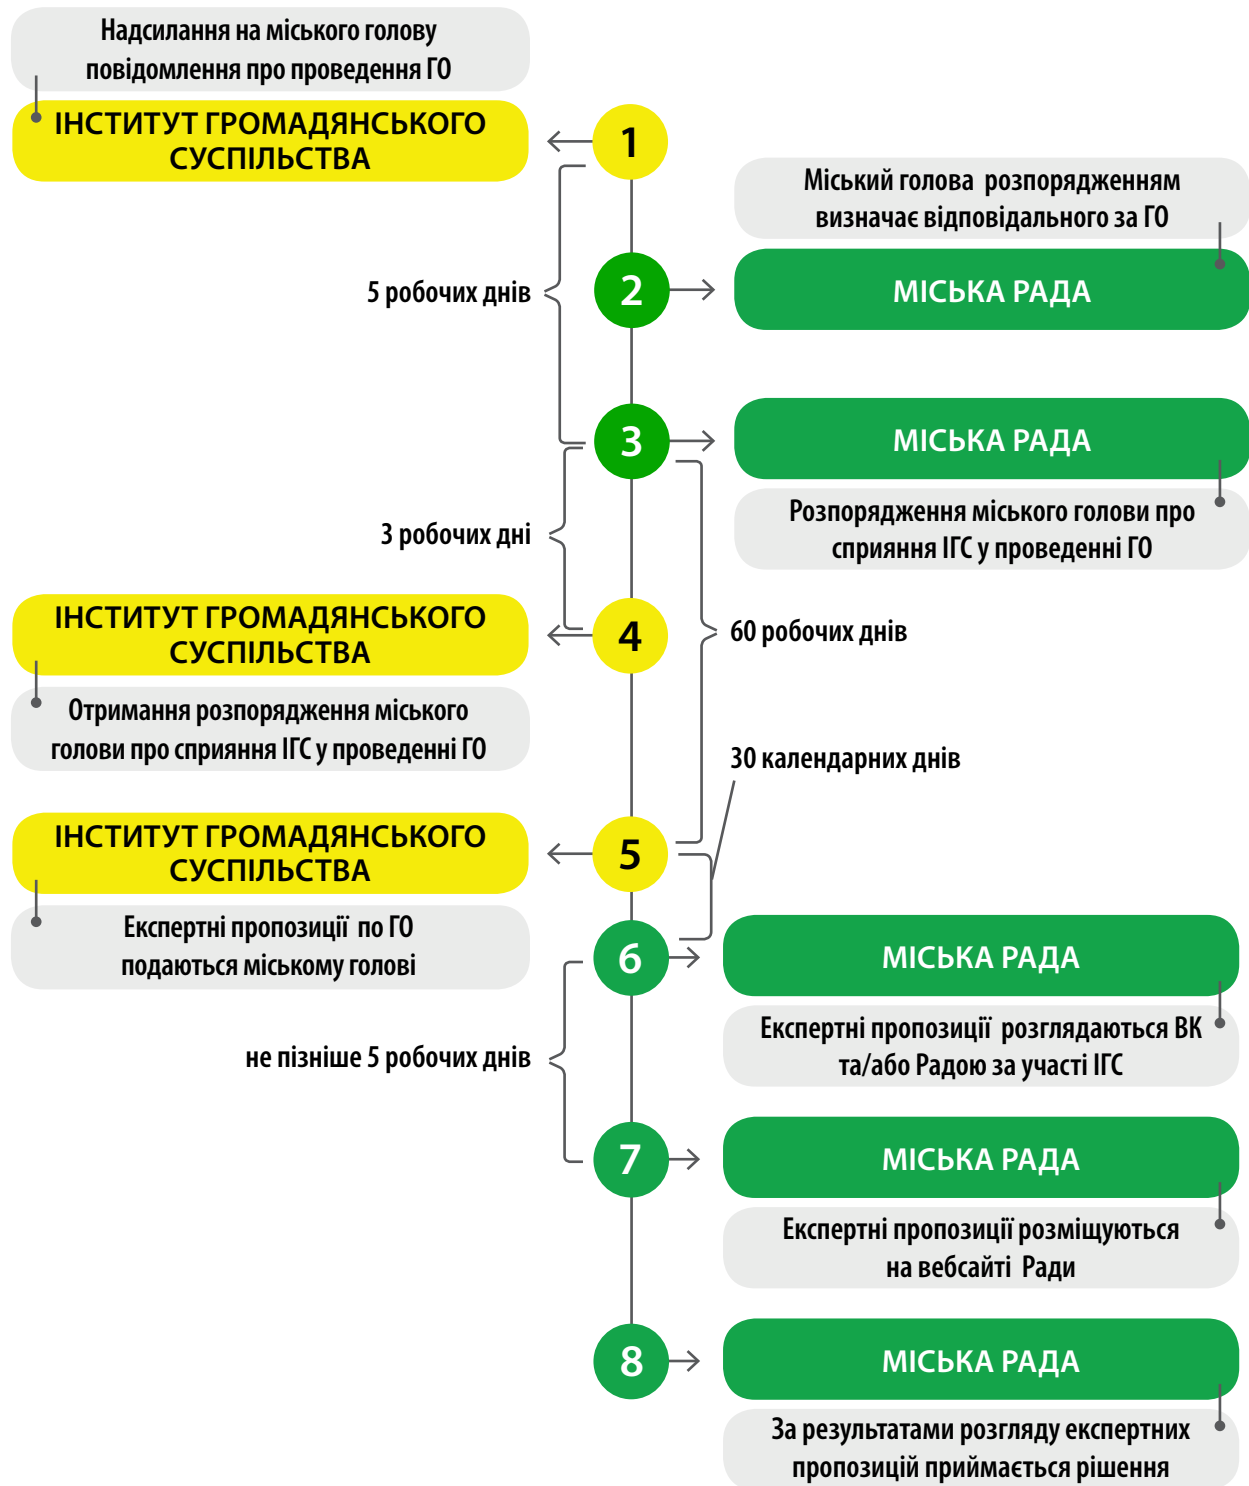 Надсилання на міського голову
повідомлення про проведення ГО
ІНСТИТУТ ГРОМАДЯНСЬКОГО
СУСПІЛЬСТВА
1
Міський голова розпорядженням
визначає відповідального за ГО
5 робочих днів
2
МІСЬКА РАДА
3
МІСЬКА РАДА
Розпорядження міського голови про
сприяння ІГС у проведенні ГО
3 робочих дні
ІНСТИТУТ ГРОМАДЯНСЬКОГО
СУСПІЛЬСТВА
4
60 робочих днів
Отримання розпорядження міського
голови про сприяння ІГС у проведенні ГО
30 календарних днів
ІНСТИТУТ ГРОМАДЯНСЬКОГО
СУСПІЛЬСТВА
5
Експертні пропозиції по ГО
подаються міському голові
6
МІСЬКА РАДА
Експертні пропозиції розглядаються ВК
та/або Радою за участі ІГС
не пізніше 5 робочих днів
7
МІСЬКА РАДА
Експертні пропозиції розміщуються
на вебсайті Ради
8
МІСЬКА РАДА
За результатами розгляду експертних
пропозицій приймається рішення